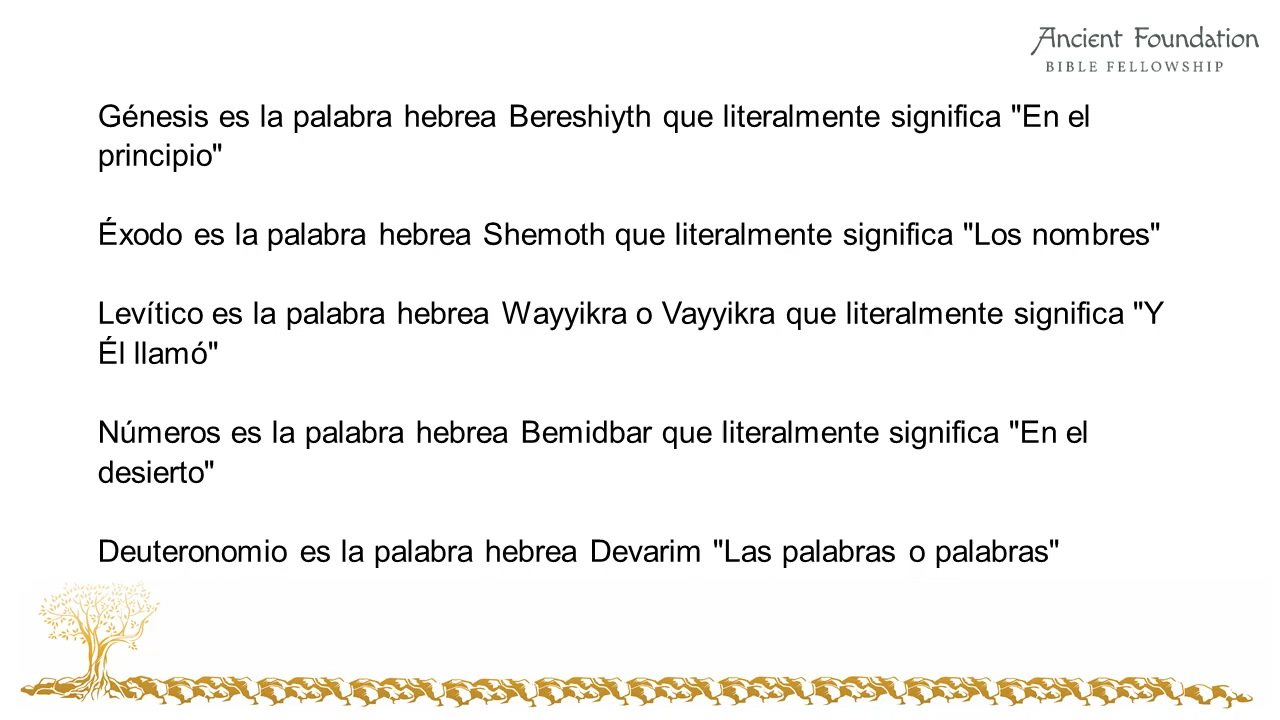 Ancient Foundation
BIBLE FELLOWSHIP
Génesis es la palabra hebrea Bereshiyth que literalmente significa "En el
principio"
Éxodo es la palabra hebrea Shemoth que literalmente significa "Los nombres"
Levítico es la palabra hebrea Wayyikra o Vayyikra que literalmente significa "Y
Él llamó"
Números es la palabra hebrea Bemidbar que literalmente significa "En el
desierto"
Deuteronomio es la palabra hebrea Devarim "Las palabras o palabras"